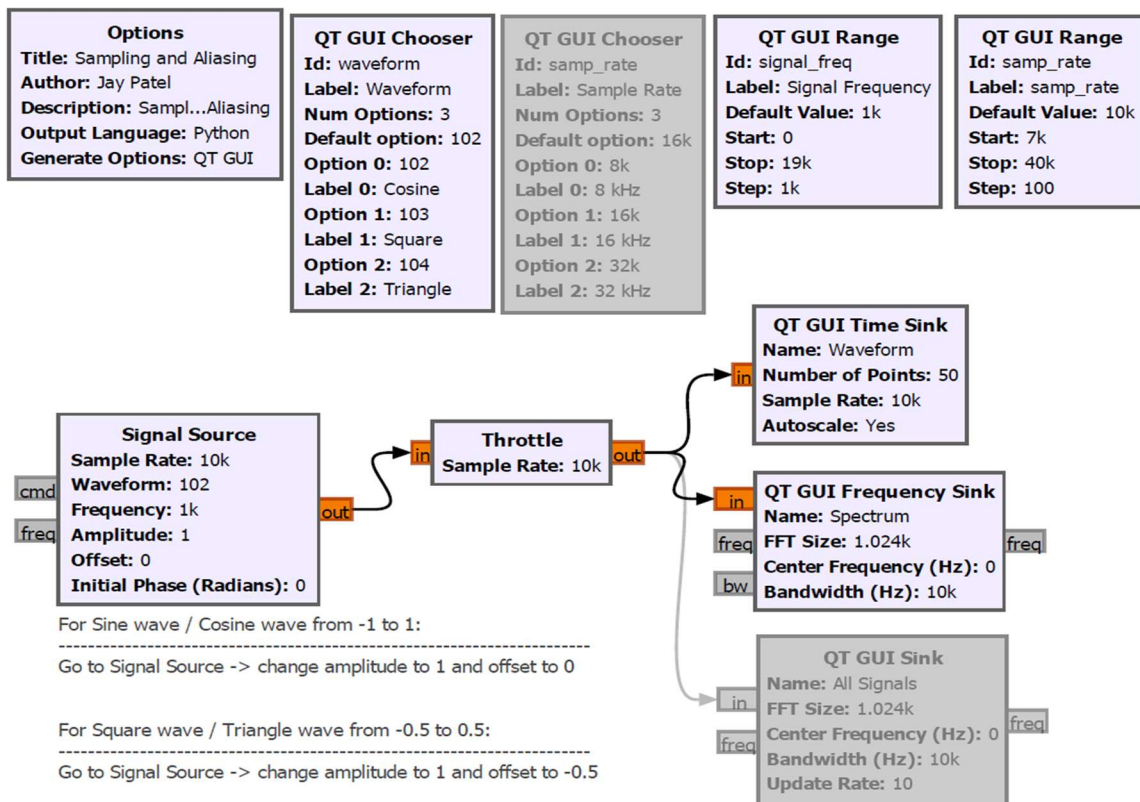 Options
Title: Sampling and Aliasing
Author: Jay Patel
Description: Sampl...Aliasing
Output Language: Python
Generate Options: QT GUI
QT GUI Chooser
Id: waveform
Label: Waveform
Num Options: 3
Default option: 102
Option 0: 102
Label 0: Cosine
Option 1: 103
Label 1: Square
Option 2: 104
Label 2: Triangle
QT GUI Chooser
Id: samp_rate
Label: Sample Rate
Num Options: 3
Default option: 16k
Option 0: 8k
Label 0: 8 kHz
Option 1: 16k
Label 1: 16 kHz
Option 2: 32k
Label 2: 32 kHz
QT GUI Range
Id: signal_freq
Label: Signal Frequency
Default Value: 1k
Start: 0
Stop: 19k
Step: 1k
QT GUI Range
Id: samp_rate
Label: samp_rate
Default Value: 10k
Start: 7k
Stop: 40k
Step: 100
cmd
freq
Signal Source
Sample Rate: 10k
Waveform: 102
Frequency: 1k
Amplitude: 1
Offset: 0
Initial Phase (Radians): 0
out
in
Throttle
Sample Rate: 10k
out
in
QT GUI Time Sink
Name: Waveform
Number of Points: 50
Sample Rate: 10k
Autoscale: Yes
in
freq
bw
QT GUI Frequency Sink
Name: Spectrum
FFT Size: 1.024k
Center Frequency (Hz): 0
Bandwidth (Hz): 10k
freq
in
freq
QT GUI Sink
Name: All Signals
FFT Size: 1.024k
Center Frequency (Hz): 0
Bandwidth (Hz): 10k
Update Rate: 10
freq
For Sine wave / Cosine wave from -1 to 1:
------------------------------------------------------------------------
Go to Signal Source -> change amplitude to 1 and offset to 0
For Square wave / Triangle wave from -0.5 to 0.5:
------------------------------------------------------------------------
Go to Signal Source -> change amplitude to 1 and offset to -0.5